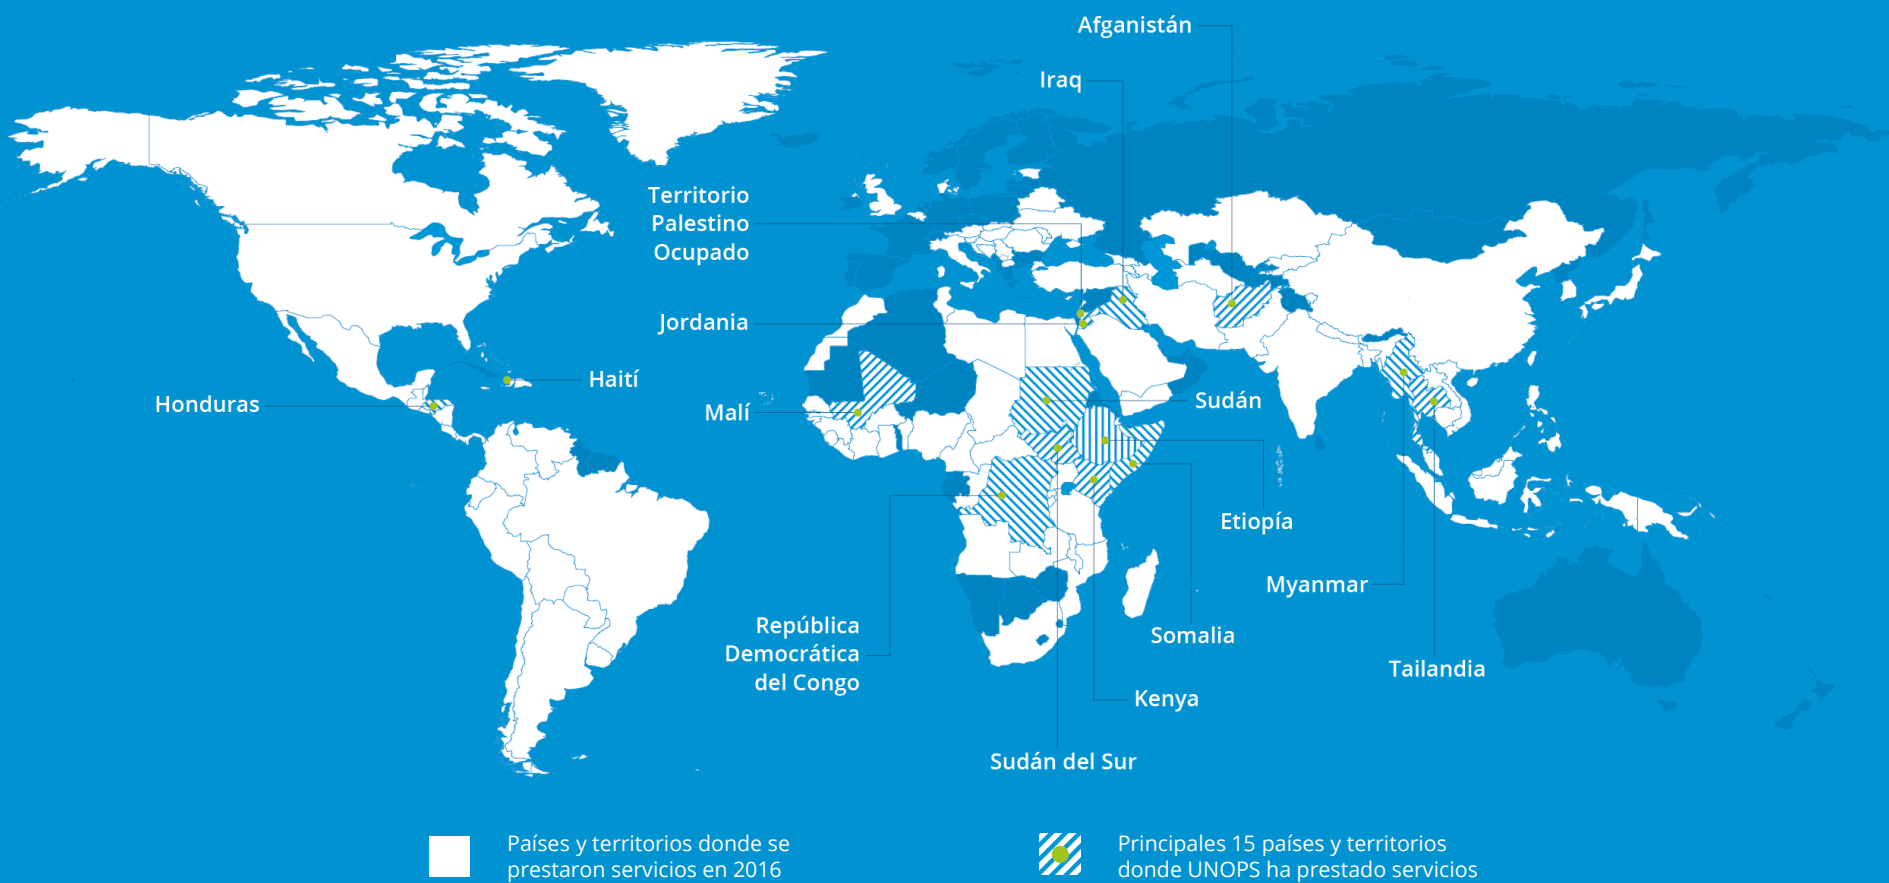 Afganistán
Iraq
Territorio
Palestino
Ocupado
Jordania
Haití
Honduras
Malí
Sudán
Etiopía
Myanmar
República
Democrática
del Congo
Somalia
Tailandia
Kenya
Sudán del Sur
Países y territorios donde se
prestaron servicios en 2016
Principales 15 países y territorios
donde UNOPS ha prestado servicios